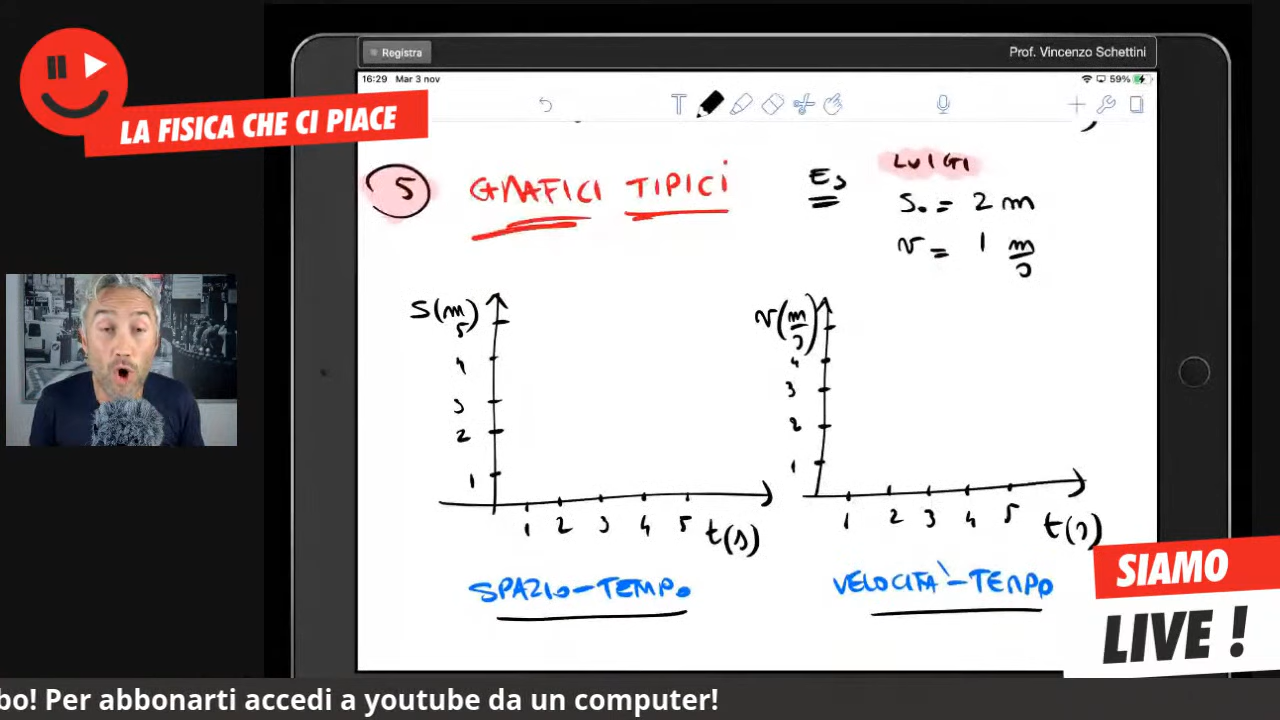 Registra
Prof. Vincenzo Schettini
16:29 Mar 3 nov
59%
LA FISICA CHE CI PIACE
5 GRAFICI TIPICI
Es
LUIGI
S₀ = 2 m
v = 1 m/s
S(m)
5
4
3
2
1
1 2 3 4 5
t(s)
SPAZIO-TEMPO
v(m/s)
4
3
2
1
1 2 3 4 5
t(s)
VELOCITA'-TEMPO
SIAMO
LIVE !
bo! Per abbonarti accedi a youtube da un computer!